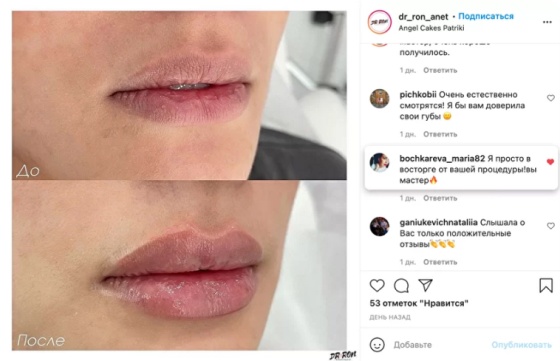 До
После
DR RON
DR RON
dr_ron_anet • Подписаться
Angel Cakes Patriki
получилось.
1 дн. Ответить
pichkobii Очень естественно
смотрятся! Я бы вам доверила
свои губы
1 дн. Ответить
bochkareva_maria82 Я просто в
восторге от вашей процедуры!вы
мастер🔥
1 дн. Ответить
ganiukevichnataliia Слышала о
Вас только положительные
отзывы👏👏👏
1 дн. Ответить
53 отметок "Нравится"
ДЕНЬ НАЗАД
Добавьте
Опубликовать